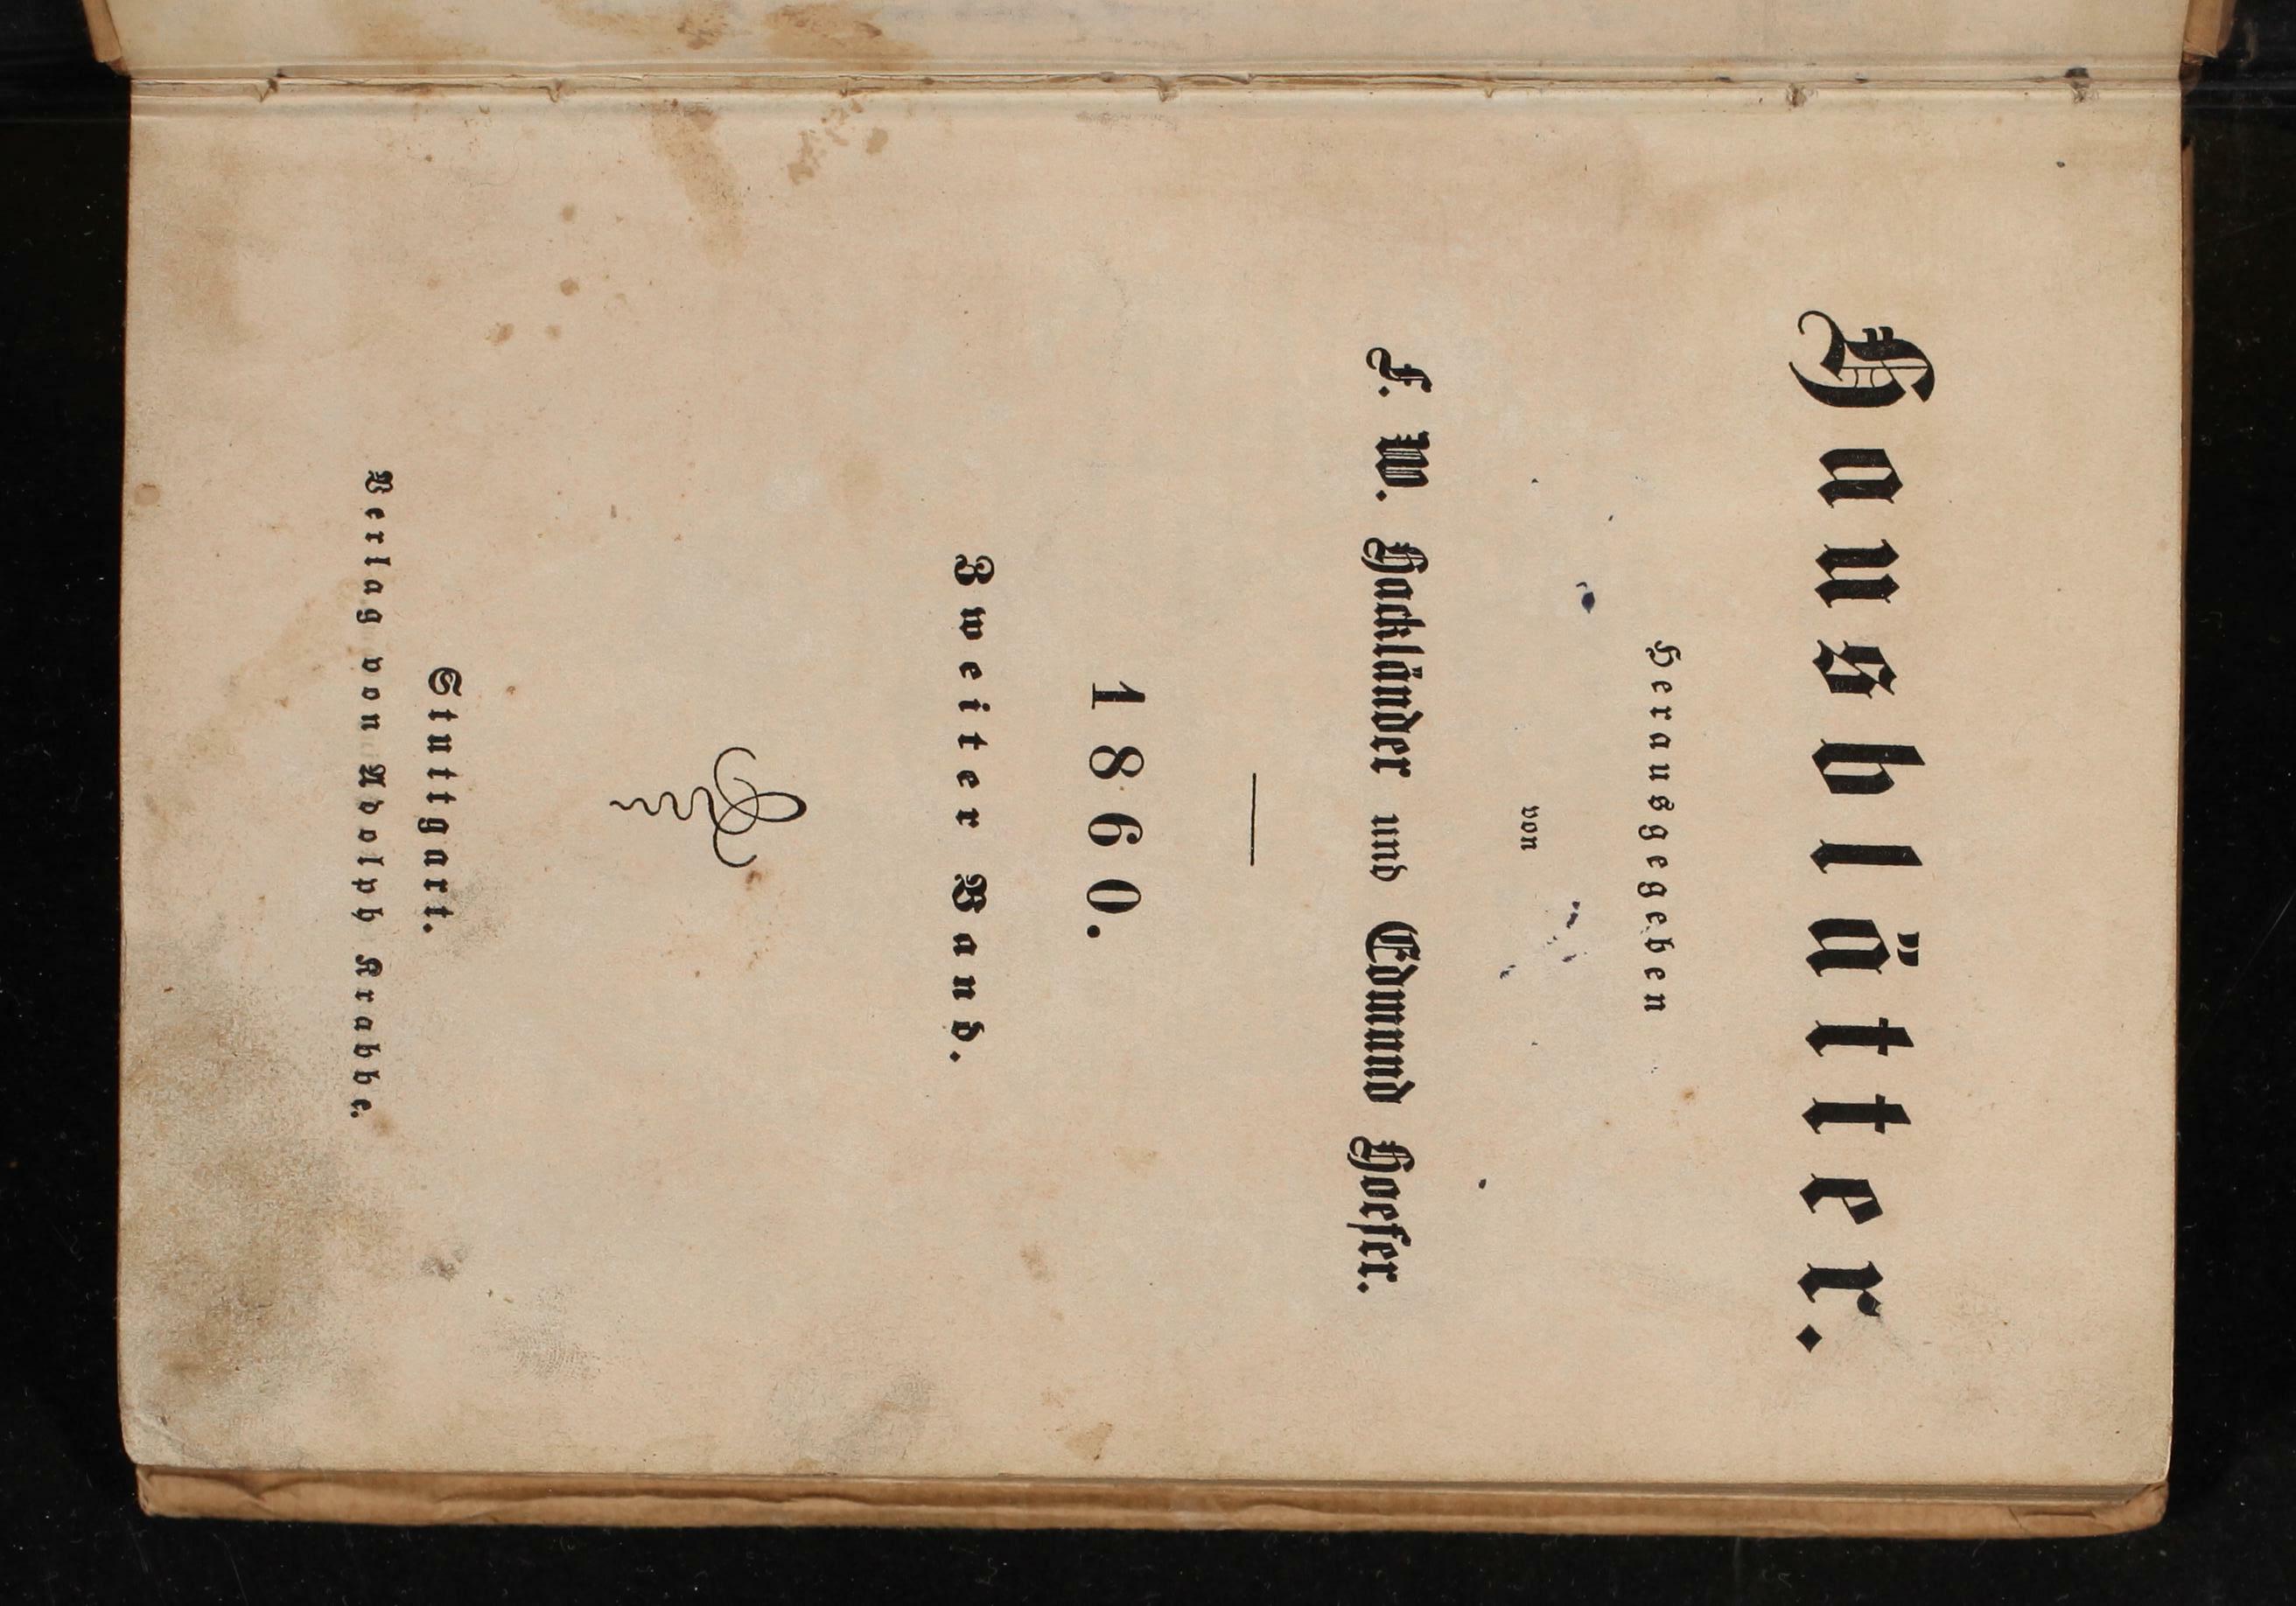 Hausblätter.
Herausgegeben
von
F. W. Hackländer und Edmund Hoefer.
1860.
Zweiter Band.
Stuttgart.
Verlag von Adolph Krabbe.